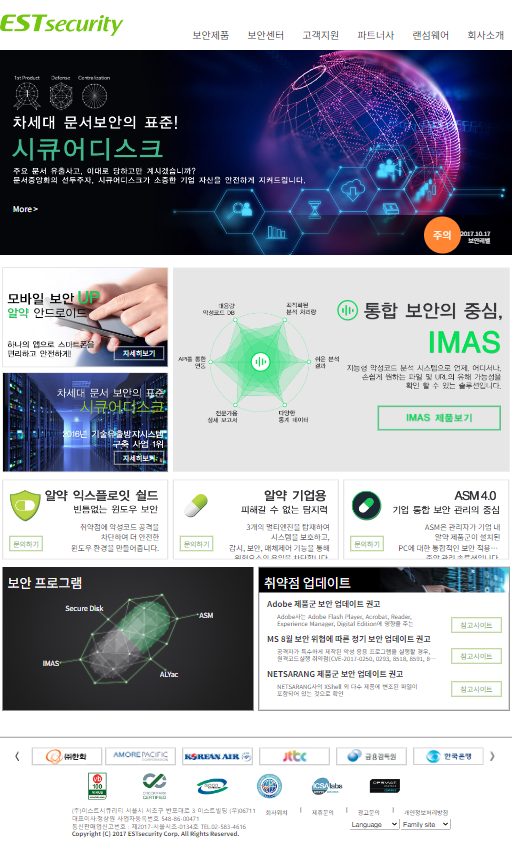 ESTsecurity
보안제품 보안센터 고객지원 파트너사 랜섬웨어 회사소개
1st Product Defense Centralization
차세대 문서보안의 표준!
시큐어디스크
주요 문서 유출사고, 이대로 당하고만 계시겠습니까?
문서중앙화의 선두주자, 시큐어디스크가 소중한 기업 자산을 안전하게 지켜드립니다.
More >
주의
2017.10.17
보안레벨
모바일 보안 UP
알약 안드로이드
하나의 앱으로 스마트폰을
편리하고 안전하게!
자세히보기
차세대 문서 보안의 표준
시큐어디스크
2016년 기술유출방지시스템
구축 사업 1위
자세히보기
대용량
악성코드 DB
최적화된
분석 처리량
API를 통한
연동
쉬운 분석
결과
전문가용
상세 보고서
다양한
통계 데이터
통합 보안의 중심,
IMAS
지능형 악성코드 분석 시스템으로 언제, 어디서나,
손쉽게 원하는 파일 및 URL의 유해 가능성을
확인 할 수 있는 솔루션입니다.
IMAS 제품보기
알약 익스플로잇 쉴드
빈틈없는 윈도우 보안
취약점에 악성코드 공격을
차단하여 더 안전한
윈도우 환경을 만들어줍니다.
문의하기
알약 기업용
피해갈 수 없는 탐지력
3개의 멀티엔진을 탑재하여
시스템을 보호하고,
감시, 보안, 매체제어 기능을 통해
문의하기
ASM 4.0
기업 통합 보안 관리의 중심
ASM은 관리자가 기업 내
알약 제품군이 설치된
PC에 대한 통합적인 보안 적용…
문의하기
보안 프로그램
Secure Disk
ASM
IMAS
ALYac
취약점 업데이트
Adobe 제품군 보안 업데이트 권고
Adobe사는 Adobe Flash Player, Acrobat, Reader,
Experience Manager, Digital Edition에 영향을 주는
참고사이트
MS 8월 보안 위협에 따른 정기 보안 업데이트 권고
공격자가 특수하게 제작된 악성 응용 프로그램을 실행할 경우,
원격코드실행 취약점(CVE-2017-0250, 0293, 8518, 8591, 8…
참고사이트
NETSARANG 제품군 보안 업데이트 권고
NETSARANG사의 XShell 외 다수 제품에 변조된 파일이
포함되어 있는 것으로 확인
참고사이트
㈜한화
AMOREPACIFIC
KOREAN AIR
jtbc
금융감독원
한국은행
100
CERTIFIED
ICSA labs
(주)이스트시큐리티 서울시 서초구 반포대로 3 이스트빌딩 (우)06711
회사위치 제휴문의 광고문의 개인정보처리방침
대표이사:정상원 사업자등록번호 548-86-00471
통신판매업신고번호 : 제2017-서울서초-0134호 TEL.02-583-4616
Copyright (C) 2017 ESTsecurity Corp. All Rights Reserved.
Language Family site